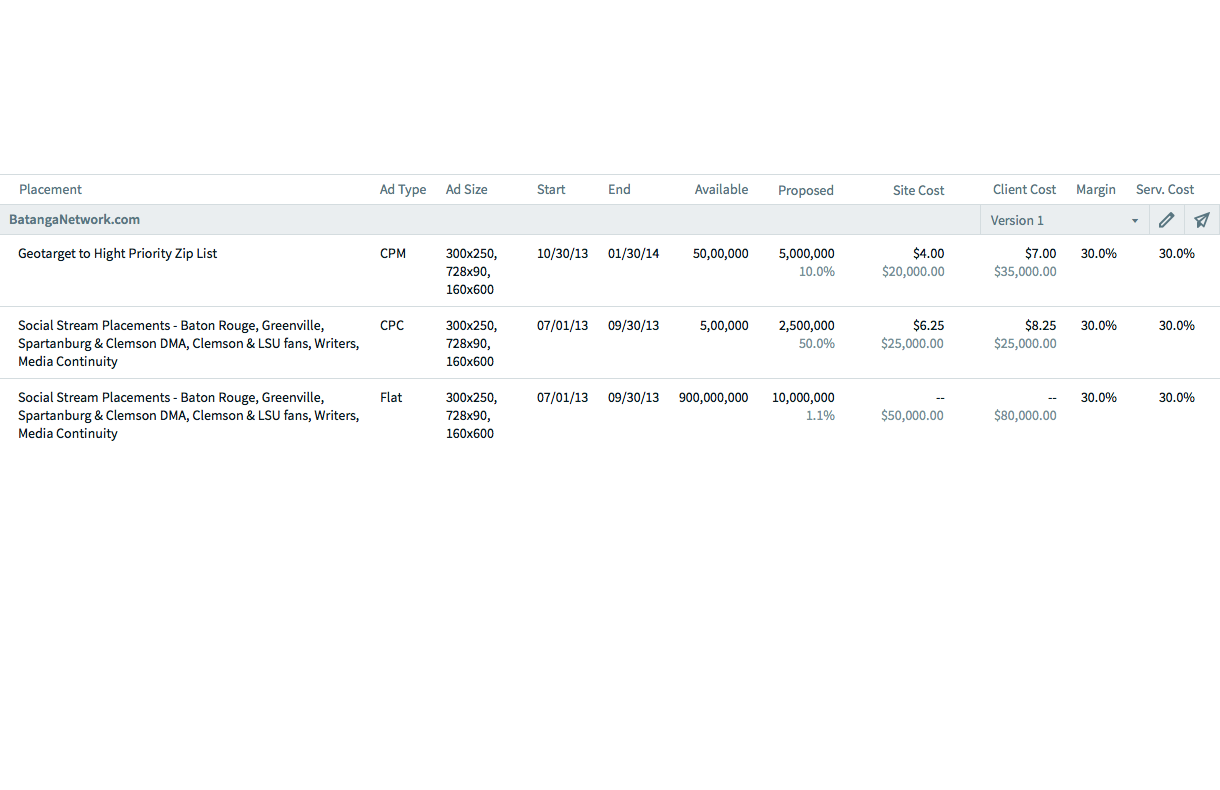 Placement Ad Type Ad Size Start End Available Proposed Site Cost Client Cost Margin Serv. Cost
BatangaNetwork.com Version 1
Geotarget to Hight Priority Zip List CPM 300x250, 10/30/13 01/30/14 50,00,000 5,000,000 $4.00 $7.00 30.0% 30.0%
728x90, 10.0% $20,000.00 $35,000.00
160x600
Social Stream Placements - Baton Rouge, Greenville, CPC 300x250, 07/01/13 09/30/13 5,00,000 2,500,000 $6.25 $8.25 30.0% 30.0%
Spartanburg & Clemson DMA, Clemson & LSU fans, Writers, 728x90, 50.0% $25,000.00 $25,000.00
Media Continuity 160x600
Social Stream Placements - Baton Rouge, Greenville, Flat 300x250, 07/01/13 09/30/13 900,000,000 10,000,000 -- -- 30.0% 30.0%
Spartanburg & Clemson DMA, Clemson & LSU fans, Writers, 728x90, 1.1% $50,000.00 $80,000.00
Media Continuity 160x600